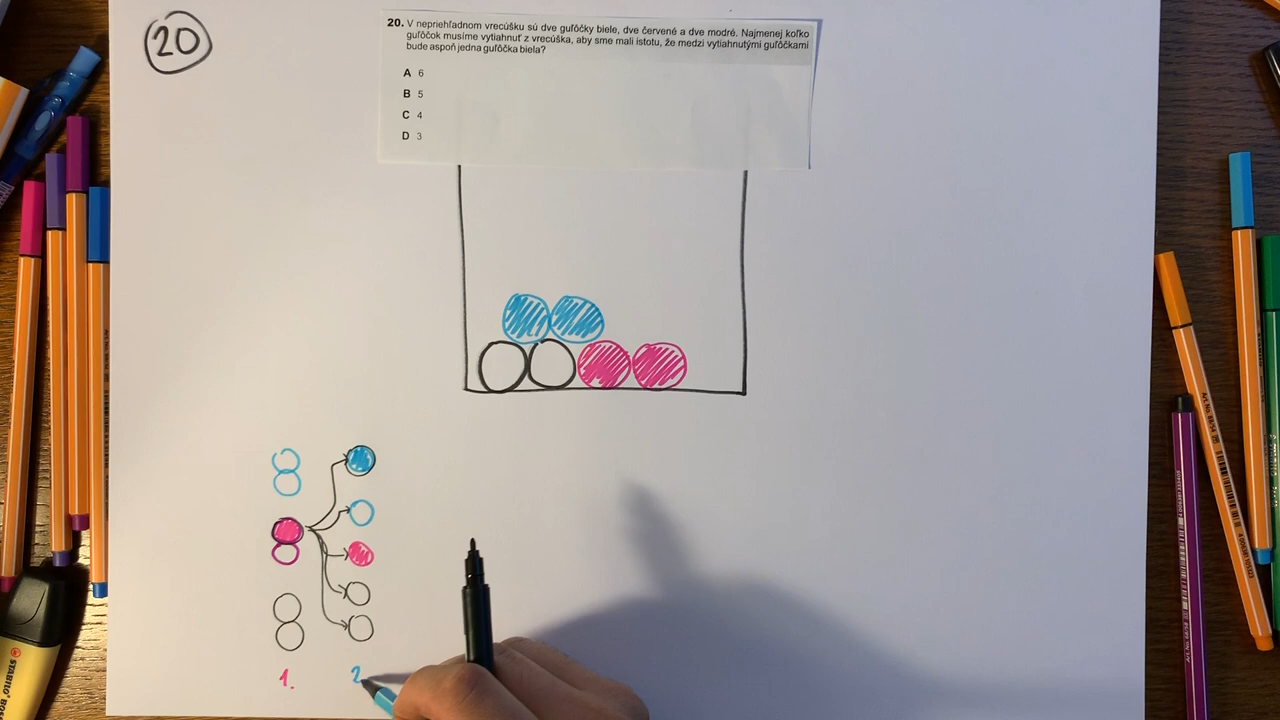 20
20. V nepriehľadnom vrecúšku sú dve guľôčky biele, dve červené a dve modré. Najmenej koľko
guľôčok musíme vytiahnuť z vrecúška, aby sme mali istotu, že medzi vytiahnutými guľôčkami
bude aspoň jedna guľôčka biela?
A 6
B 5
C 4
D 3
1.
2
STABILO